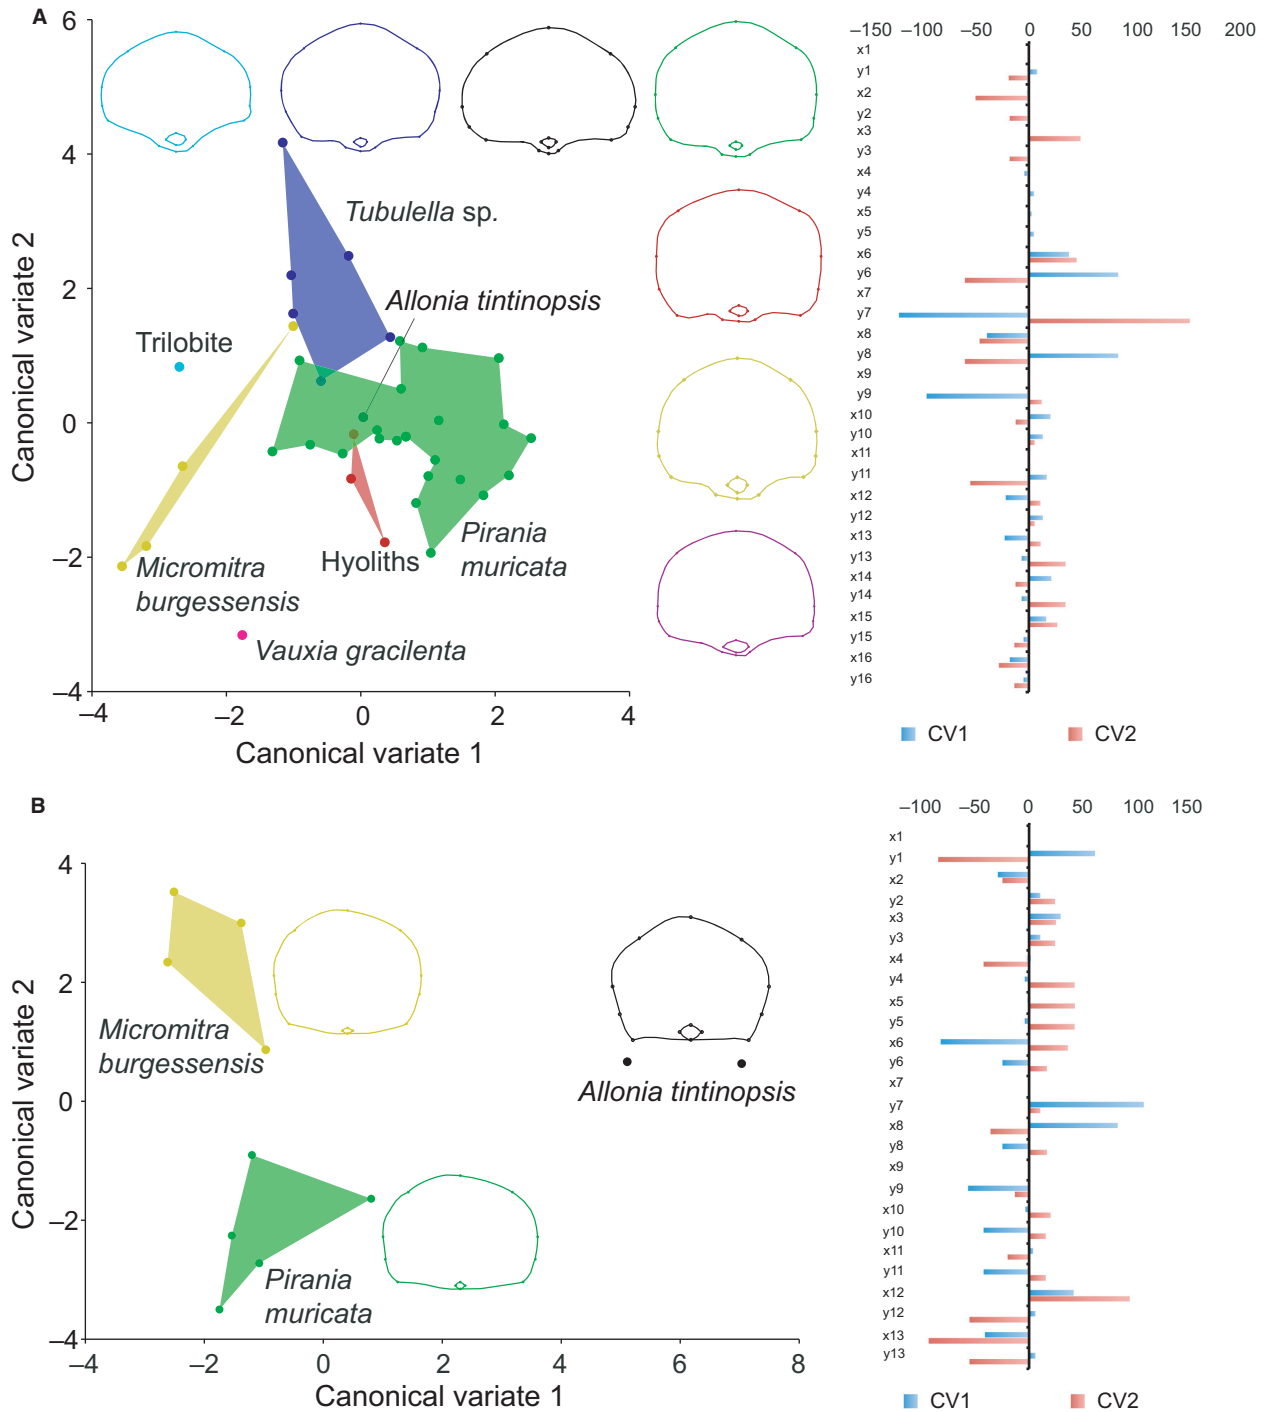 A
6
4
2
0
–2
–4
Canonical variate 2
–4
–2
0
2
4
Canonical variate 1
Tubulella sp.
Allonia tintinopsis
Trilobite
Micromitra
burgessensis
Hyoliths
Pirania
muricata
Vauxia gracilenta
–150 –100 –50 0 50 100 150 200
x1
y1
x2
y2
x3
y3
x4
y4
x5
y5
x6
y6
x7
y7
x8
y8
x9
y9
x10
y10
x11
y11
x12
y12
x13
y13
x14
y14
x15
y15
x16
y16
CV1 CV2
B
4
2
0
–2
–4
Canonical variate 2
–4 –2 0 2 4 6 8
Canonical variate 1
Micromitra
burgessensis
Allonia tintinopsis
Pirania
muricata
–100 –50 0 50 100 150
x1
y1
x2
y2
x3
y3
x4
y4
x5
y5
x6
y6
x7
y7
x8
y8
x9
y9
x10
y10
x11
y11
x12
y12
x13
y13
CV1 CV2